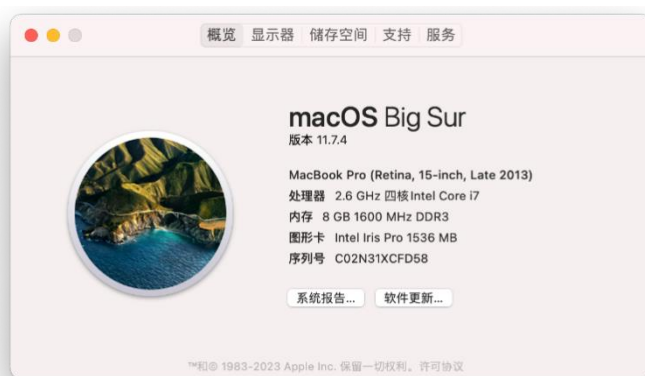 概览 显示器 储存空间 支持 服务
macOS Big Sur
版本 11.7.4
MacBook Pro (Retina, 15-inch, Late 2013)
处理器 2.6 GHz 四核Intel Core i7
内存 8 GB 1600 MHz DDR3
图形卡 Intel Iris Pro 1536 MB
序列号 C02N31XCFD58
系统报告... 软件更新...
™和© 1983-2023 Apple Inc. 保留一切权利。许可协议